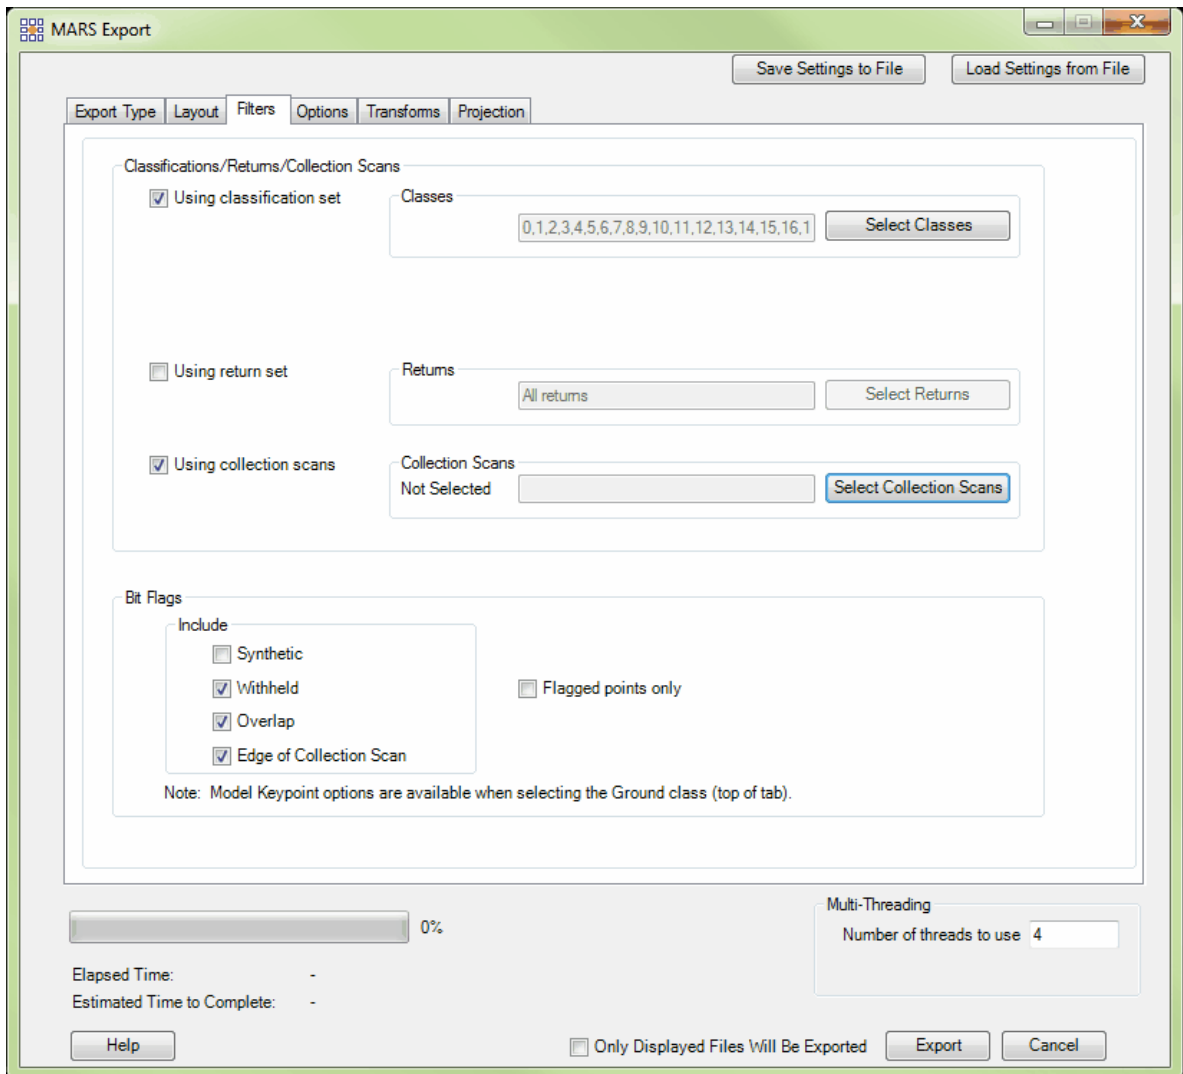 MARS Export
Save Settings to File Load Settings from File
Export Type Layout Filters Options Transforms Projection
Classifications/Returns/Collection Scans
Using classification set
Classes
0,1,2,3,4,5,6,7,8,9,10,11,12,13,14,15,16,1
Select Classes
Using return set
Returns
All returns
Select Returns
Using collection scans
Collection Scans
Not Selected
Select Collection Scans
Bit Flags
Include
Synthetic
Withheld
Flagged points only
Overlap
Edge of Collection Scan
Note: Model Keypoint options are available when selecting the Ground class (top of tab).
0%
Multi-Threading
Number of threads to use 4
Elapsed Time: -
Estimated Time to Complete: -
Help
Only Displayed Files Will Be Exported
Export
Cancel